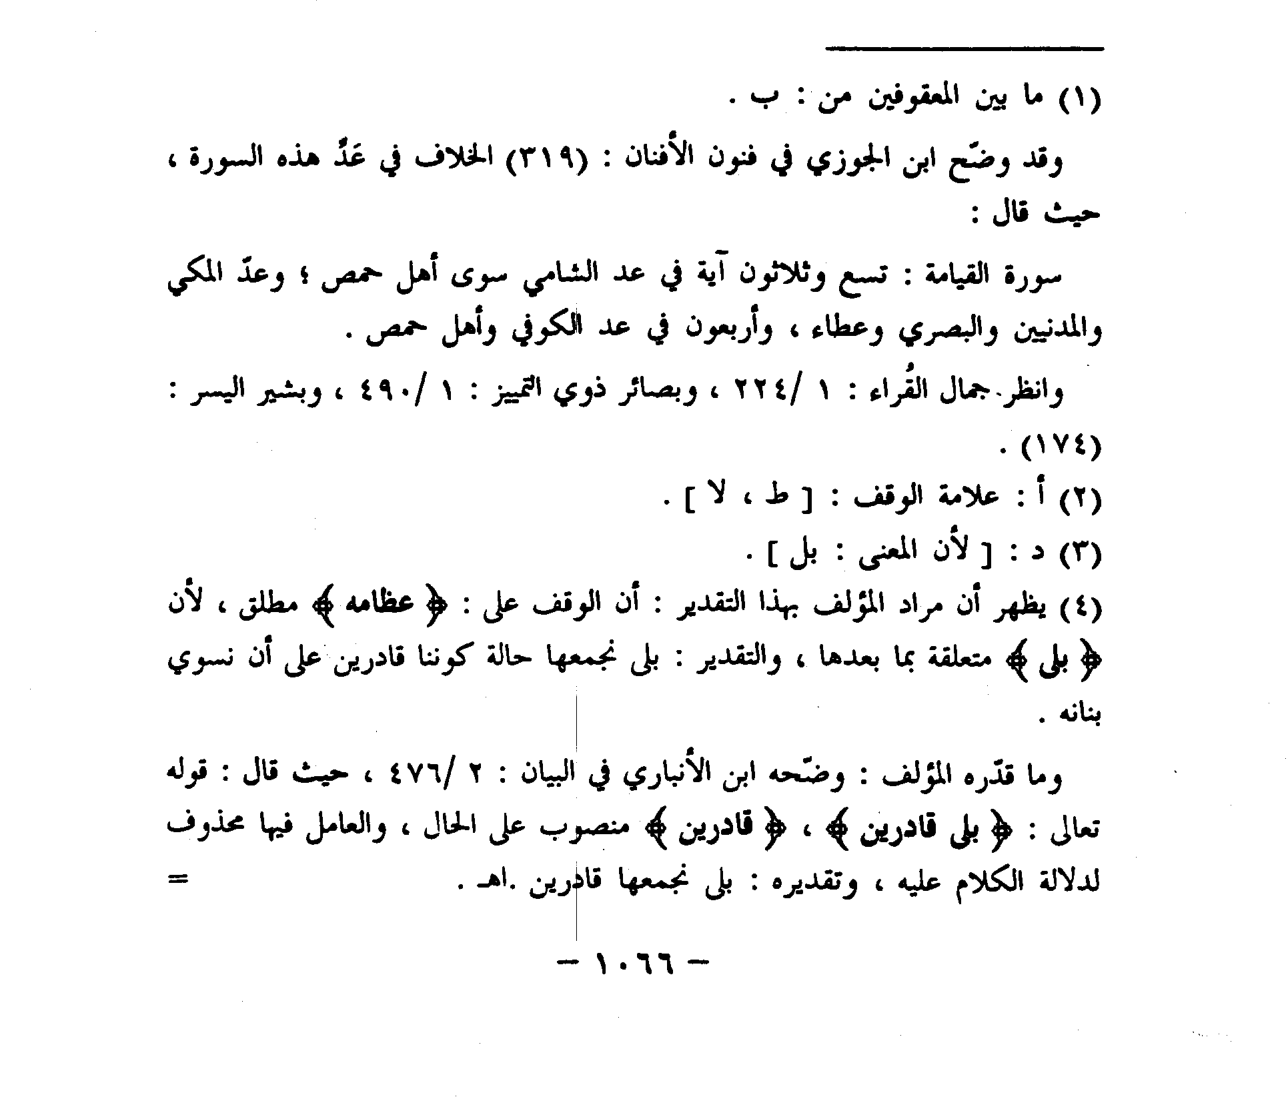 (١) ما بين المعقوفين من : ب .
وقد وضّح ابن الجوزي في فنون الأفنان : (٣١٩) الخلاف في عَدِّ هذه السورة ،
حيث قال :
سورة القيامة : تسع وثلاثون آية في عد الشامي سوى أهل حمص ؛ وعدّ المكي
والمدنيين والبصري وعطاء ، وأربعون في عد الكوفي وأهل حمص .
وانظر جمال القُراء : ١ /٢٢٤ ، وبصائر ذوي التمييز : ١ /٤٩٠ ، وبشير اليسر :
(١٧٤) .
(٢) أ : علامة الوقف : [ ط ، لا ] .
(٣) د : [ لأن المعنى : بل ] .
(٤) يظهر أن مراد المؤلف بهذا التقدير : أن الوقف على : ﴿ عظامه ﴾ مطلق ، لأن
﴿ بلى ﴾ متعلقة بما بعدها ، والتقدير : بلى نجمعها حالة كوننا قادرين على أن نسوي
بنانه .
وما قدّره المؤلف : وضّحه ابن الأنباري في البيان : ٢ /٤٧٦ ، حيث قال : قوله
تعالى : ﴿ بلى قادرين ﴾ ، ﴿ قادرين ﴾ منصوب على الحال ، والعامل فيها محذوف
لدلالة الكلام عليه ، وتقديره : بلى نجمعها قادرين .اهـ . =
– ١٠٦٦ –